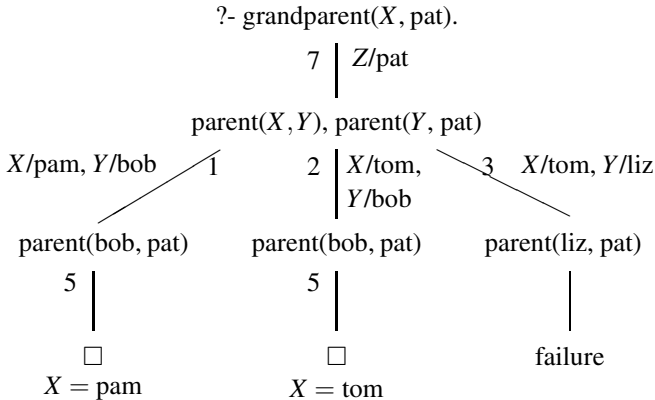 ?- grandparent(X, pat).
7 Z/pat
parent(X,Y), parent(Y, pat)
X/pam, Y/bob 1 2 X/tom, 3 X/tom, Y/liz
Y/bob
parent(bob, pat) parent(bob, pat) parent(liz, pat)
5 5
□ □ failure
X = pam X = tom